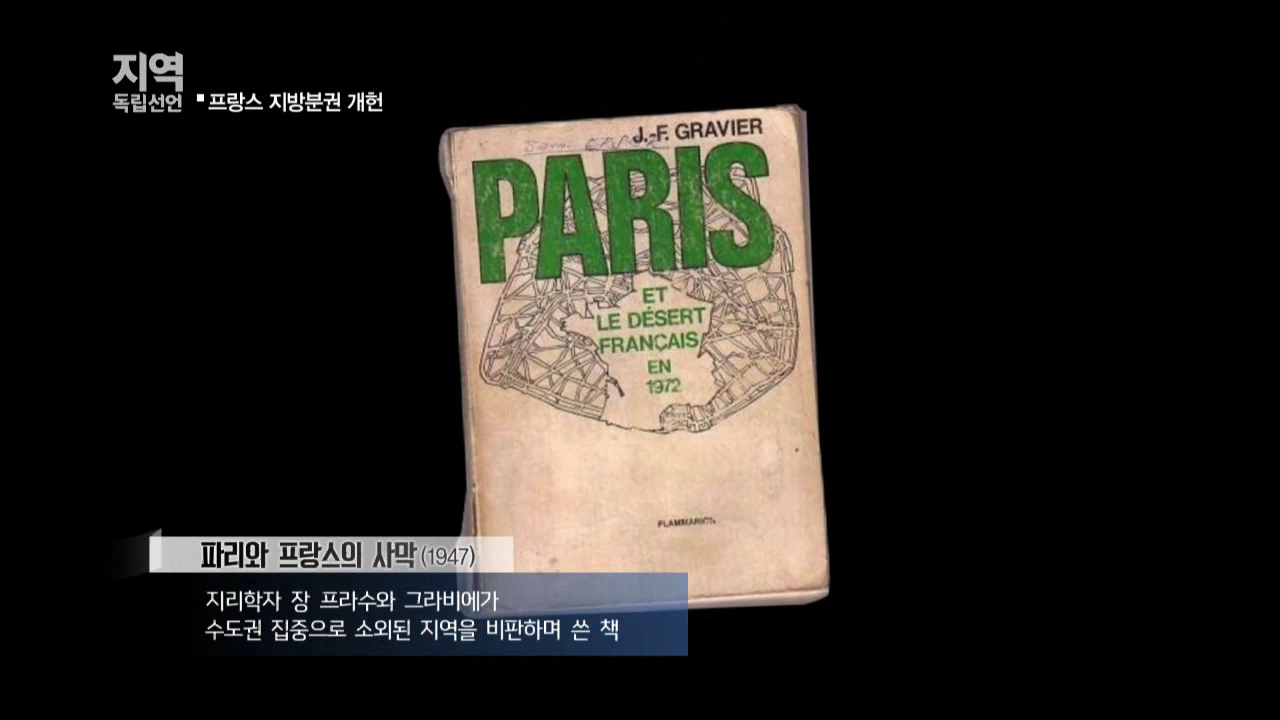 지역
독립선언
프랑스 지방분권 개헌
J.-F. GRAVIER
PARIS
ET
LE DÉSERT
FRANÇAIS
EN
1972
FLAMMARION
파리와 프랑스의 사막(1947)
지리학자 장 프라수와 그라비에가
수도권 집중으로 소외된 지역을 비판하며 쓴 책